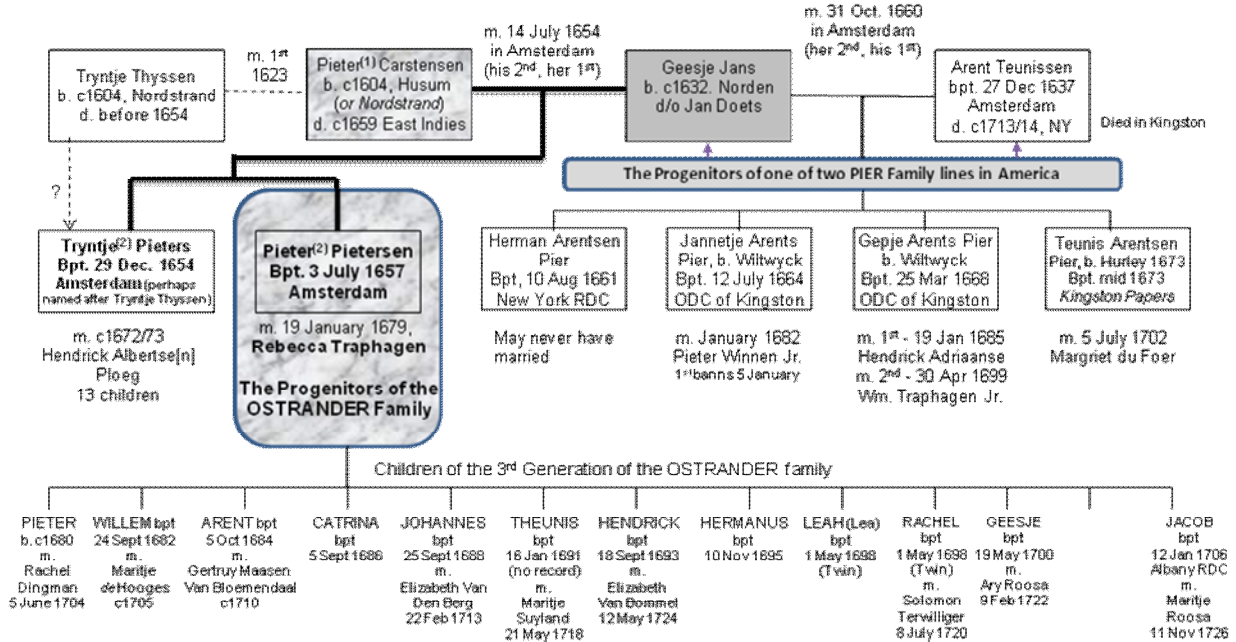 m. 1st
1623
m. 14 July 1654
in Amsterdam
(his 2nd, her 1st)
m. 31 Oct. 1660
in Amsterdam
(her 2nd, his 1st)
Tryntje Thyssen
b. c1604, Nordstrand
d. before 1654
Pieter(1) Carstensen
b. c1604, Husum
(or Nordstrand)
d. c1659 East Indies
Geesje Jans
b. c1632. Norden
d/o Jan Doets
Arent Teunissen
bpt. 27 Dec 1637
Amsterdam
d. c1713/14, NY
Died in Kingston
The Progenitors of one of two PIER Family lines in America
?
Tryntje(2) Pieters
Bpt. 29 Dec. 1654
Amsterdam (perhaps
named after Tryntje Thyssen)
m. c1672/73
Hendrick Albertse[n]
Ploeg
13 children
Pieter(2) Pietersen
Bpt. 3 July 1657
Amsterdam
m. 19 January 1679,
Rebecca Traphagen
The Progenitors of the
OSTRANDER Family
Herman Arentsen
Pier
Bpt, 10 Aug 1661
New York RDC
May never have
married
Jannetje Arents
Pier, b. Wiltwyck
Bpt. 12 July 1664
ODC of Kingston
m. January 1682
Pieter Winnen Jr.
1st banns 5 January
Gepje Arents Pier
b. Wiltwyck
Bpt. 25 Mar 1668
ODC of Kingston
m. 1st - 19 Jan 1685
Hendrick Adriaanse
m. 2nd - 30 Apr 1699
Wm. Traphagen Jr.
Teunis Arentsen
Pier, b. Hurley 1673
Bpt. mid 1673
Kingston Papers
m. 5 July 1702
Margriet du Foer
Children of the 3rd Generation of the OSTRANDER family
PIETER
b. c1680
m.
Rachel
Dingman
5 June 1704
WILLEM bpt
24 Sept 1682
m.
Maritje
deHooges
c1705
ARENT bpt
5 Oct 1684
m.
Gertruy Maasen
Van Bloemendaal
c1710
CATRINA
bpt
5 Sept 1686
JOHANNES
bpt
25 Sept 1688
m.
Elizabeth Van
Den Berg
22 Feb 1713
THEUNIS
bpt
16 Jan 1691
(no record)
m.
Maritje
Suyland
21 May 1718
HENDRICK
bpt
18 Sept 1693
m.
Elizabeth
Van Bommel
12 May 1724
HERMANUS
bpt
10 Nov 1695
LEAH (Lea)
bpt
1 May 1698
(Twin)
RACHEL
bpt
1 May 1698
(Twin)
m.
Solomon
Terwilliger
8 July 1720
GEESJE
bpt
19 May 1700
m.
Ary Roosa
9 Feb 1722
JACOB
bpt
12 Jan 1706
Albany RDC
m.
Maritje
Roosa
11 Nov 1726